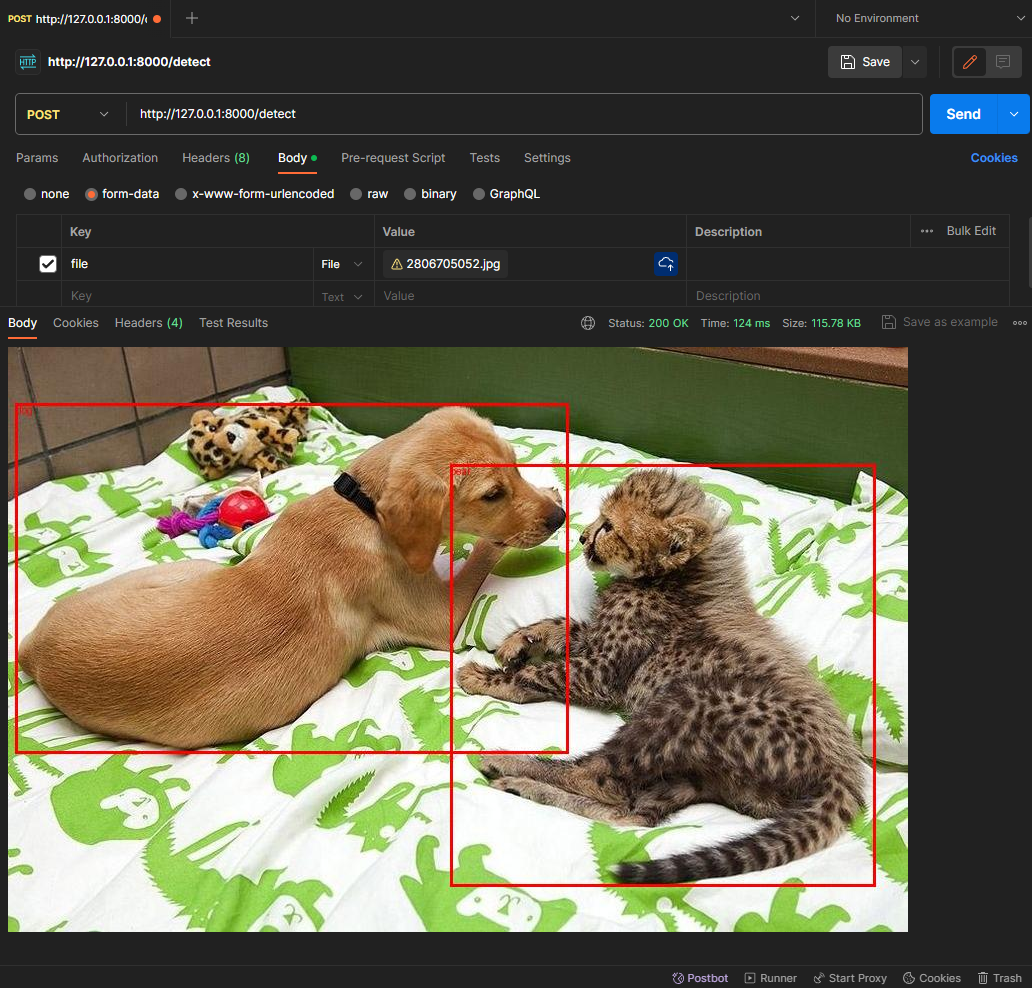 POST http://127.0.0.1:8000/
No Environment
HTTP http://127.0.0.1:8000/detect
Save
POST http://127.0.0.1:8000/detect
Send
Params Authorization Headers (8) Body Pre-request Script Tests Settings Cookies
none form-data x-www-form-urlencoded raw binary GraphQL
Key Value Description Bulk Edit
file File 2806705052.jpg
Key Text Value Description
Body Cookies Headers (4) Test Results Status: 200 OK Time: 124 ms Size: 115.78 KB Save as example
Postbot Runner Start Proxy Cookies Trash